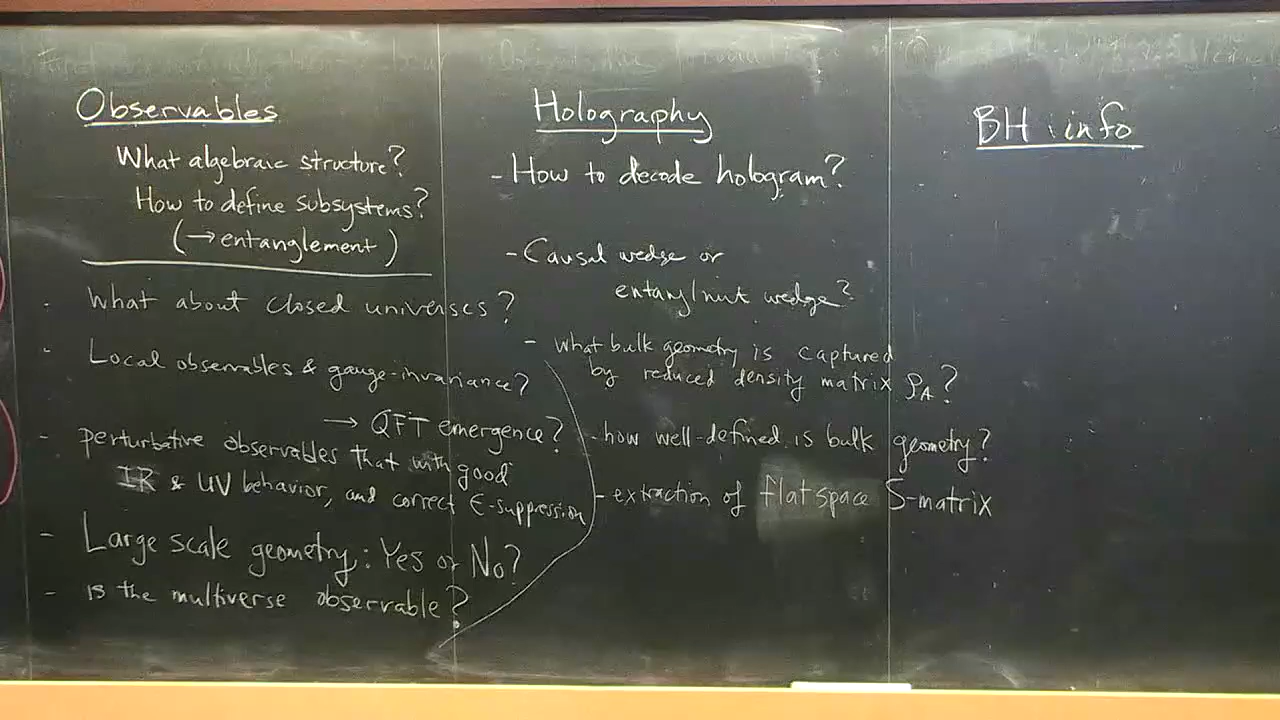 Observables
What algebraic structure?
How to define subsystems?
(→ entanglement)
- What about closed universes?
- Local observables & gauge-invariance?
→ QFT emergence?
- perturbative observables that with good
IR & UV behavior, and correct ϵ-suppression
- Large scale geometry: Yes or No?
- is the multiverse observable?
Holography
- How to decode hologram?
- Causal wedge or
wedge?
- what bulk geometry is captured
by reduced density matrix ρ_A?
- how well-defined is bulk geometry?
- extraction of flat space S-matrix
BH info